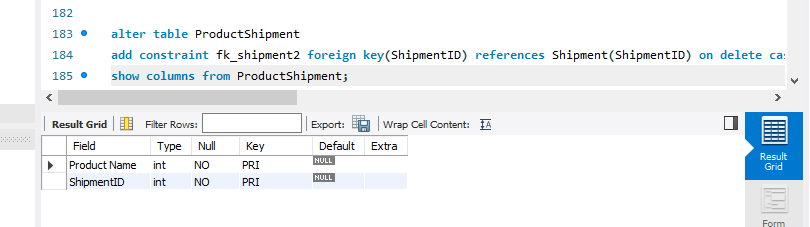 182
183 alter table ProductShipment
184 add constraint fk_shipment2 foreign key(ShipmentID) references Shipment(ShipmentID) on delete cas
185 show columns from ProductShipment;
Result Grid Filter Rows: Export: Wrap Cell Content:
Field Type Null Key Default Extra
Product Name int NO PRI NULL
ShipmentID int NO PRI NULL
Result
Grid
Form